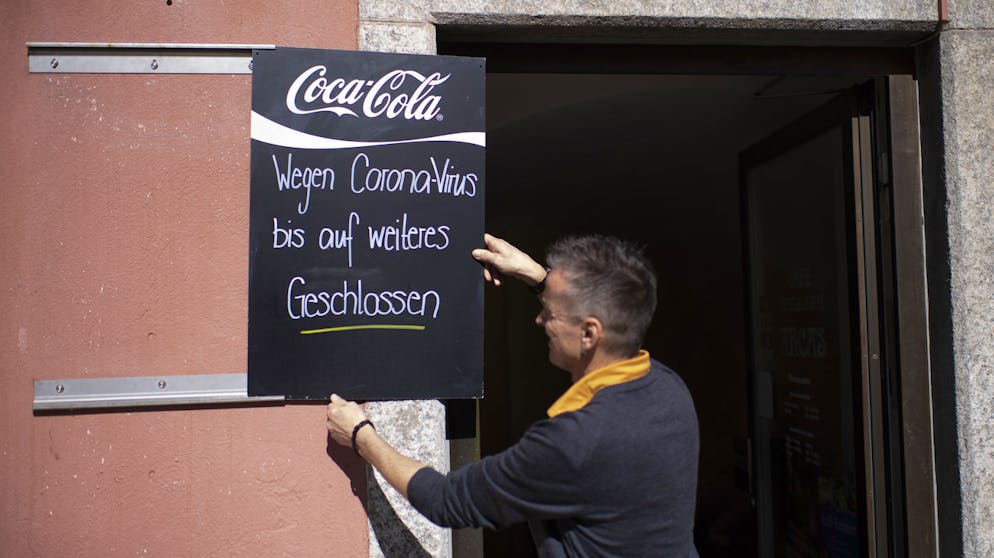 Coca-Cola
Wegen Corona-Virus
bis auf weiteres
Geschlossen